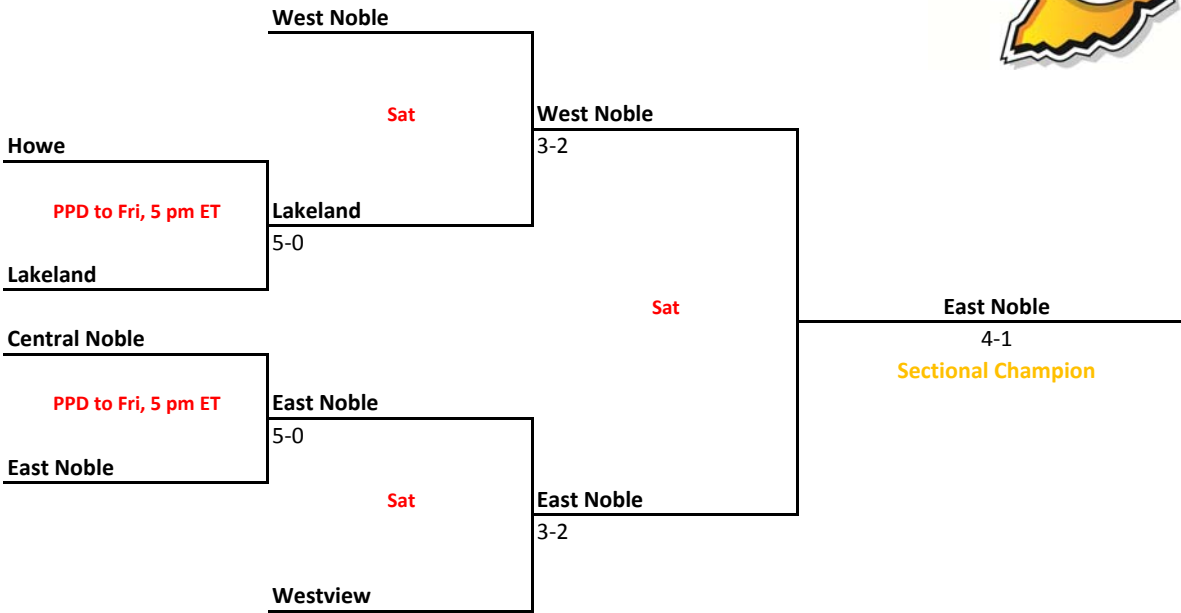 West Noble
Sat
West Noble
Howe
3-2
PPD to Fri, 5 pm ET
Lakeland
5-0
Lakeland
Sat
East Noble
Central Noble
4-1
Sectional Champion
PPD to Fri, 5 pm ET
East Noble
5-0
East Noble
Sat
East Noble
3-2
Westview